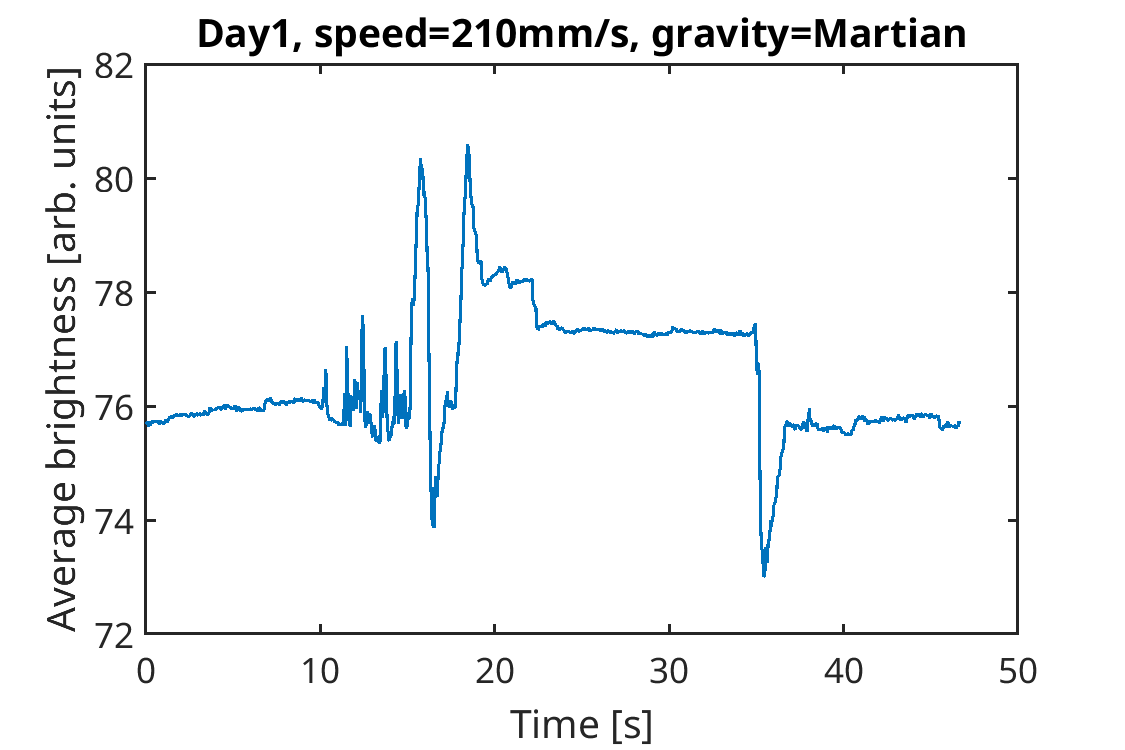 Day1, speed=210mm/s, gravity=Martian
Average brightness [arb. units]
82
80
78
76
74
72
0 10 20 30 40 50
Time [s]